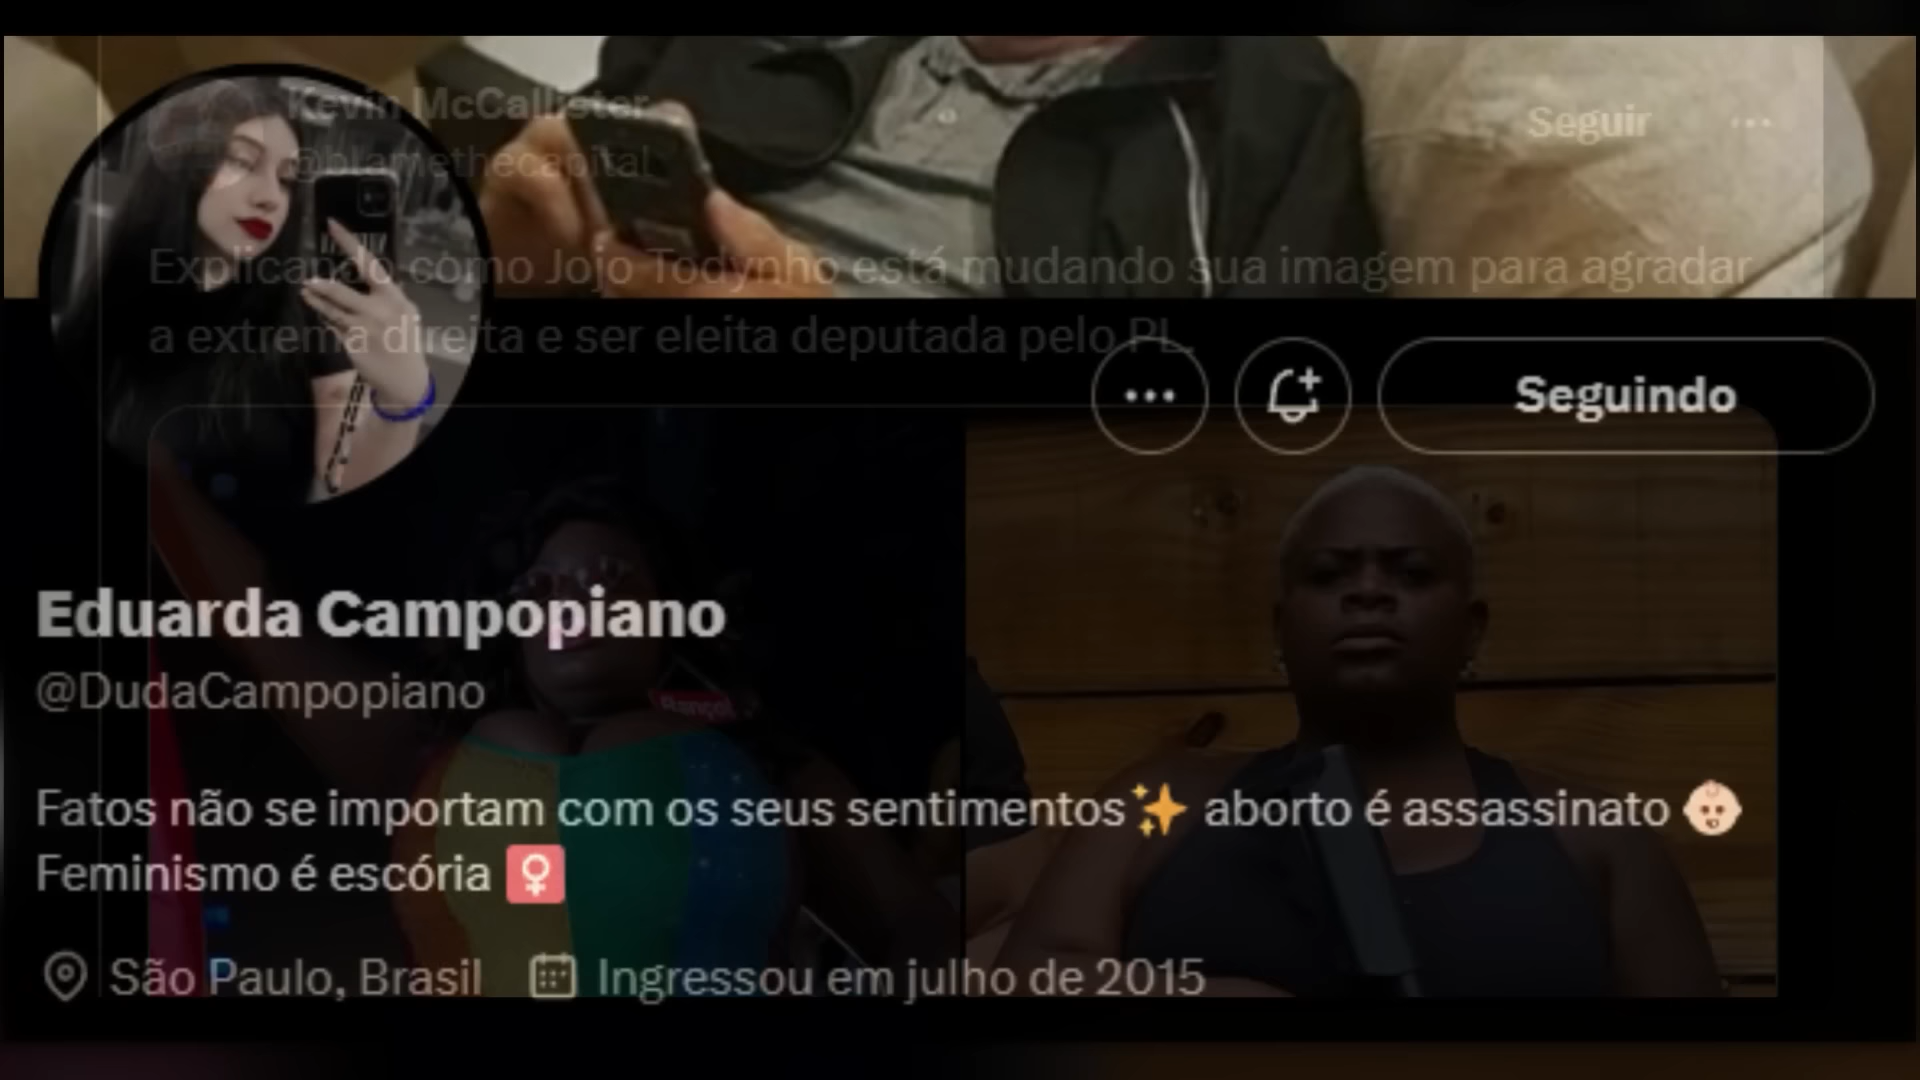 Kevin McCallister
@blamethecapital
Seguir
Explicando como Jojo Todynho está mudando sua imagem para agradar
a extrema direita e ser eleita deputada pelo PL.
Seguindo
Eduarda Campopiano
@DudaCampopiano
Fatos não se importam com os seus sentimentos✨ aborto é assassinato 👶
Feminismo é escória 🚺
São Paulo, Brasil Ingressou em julho de 2015